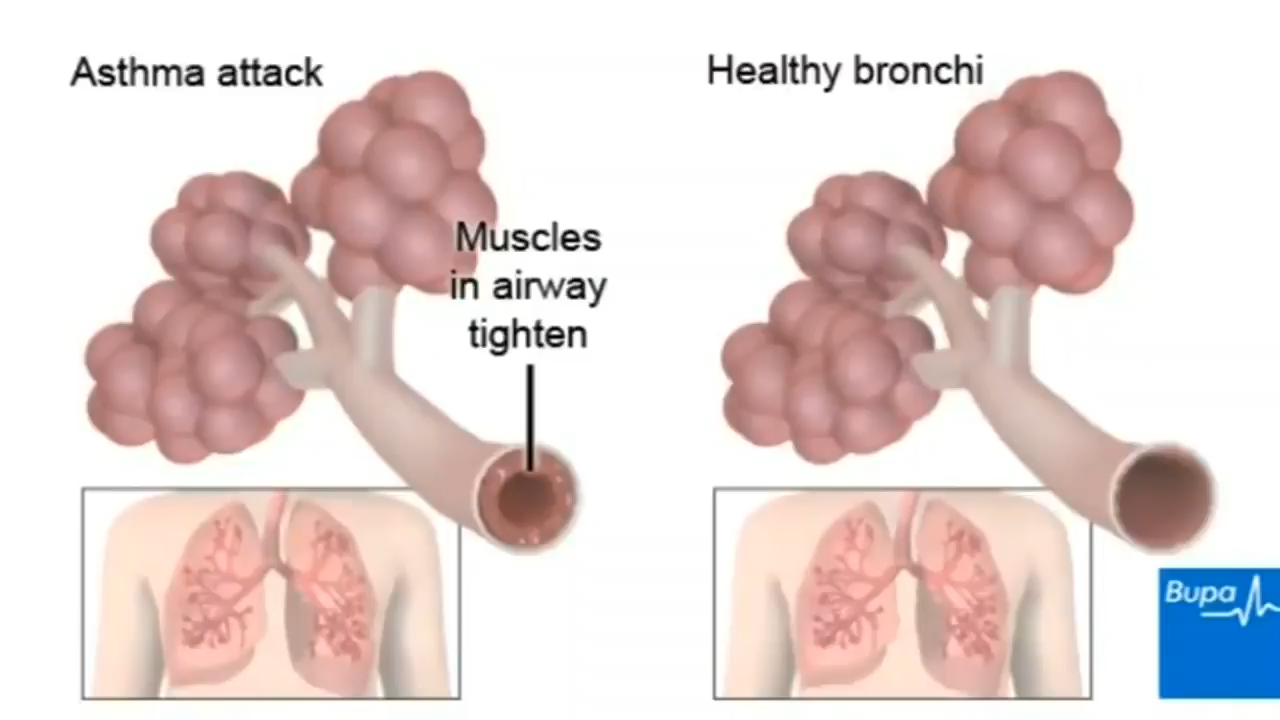 Asthma attack
Healthy bronchi
Muscles
in airway
tighten
Bupa